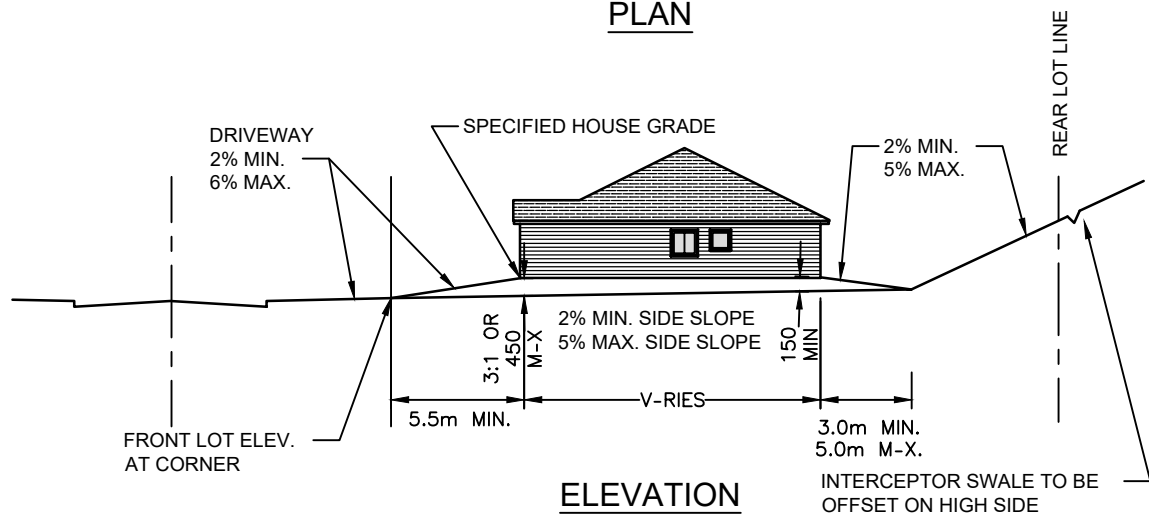 PLAN
REAR LOT LINE
DRIVEWAY
2% MIN.
6% MAX.
SPECIFIED HOUSE GRADE
2% MIN.
5% MAX.
3:1 OR
450
M-X
2% MIN. SIDE SLOPE
5% MAX. SIDE SLOPE
150
MIN
5.5m MIN.
V-RIES
3.0m MIN.
5.0m M-X.
FRONT LOT ELEV.
AT CORNER
INTERCEPTOR SWALE TO BE
OFFSET ON HIGH SIDE
ELEVATION